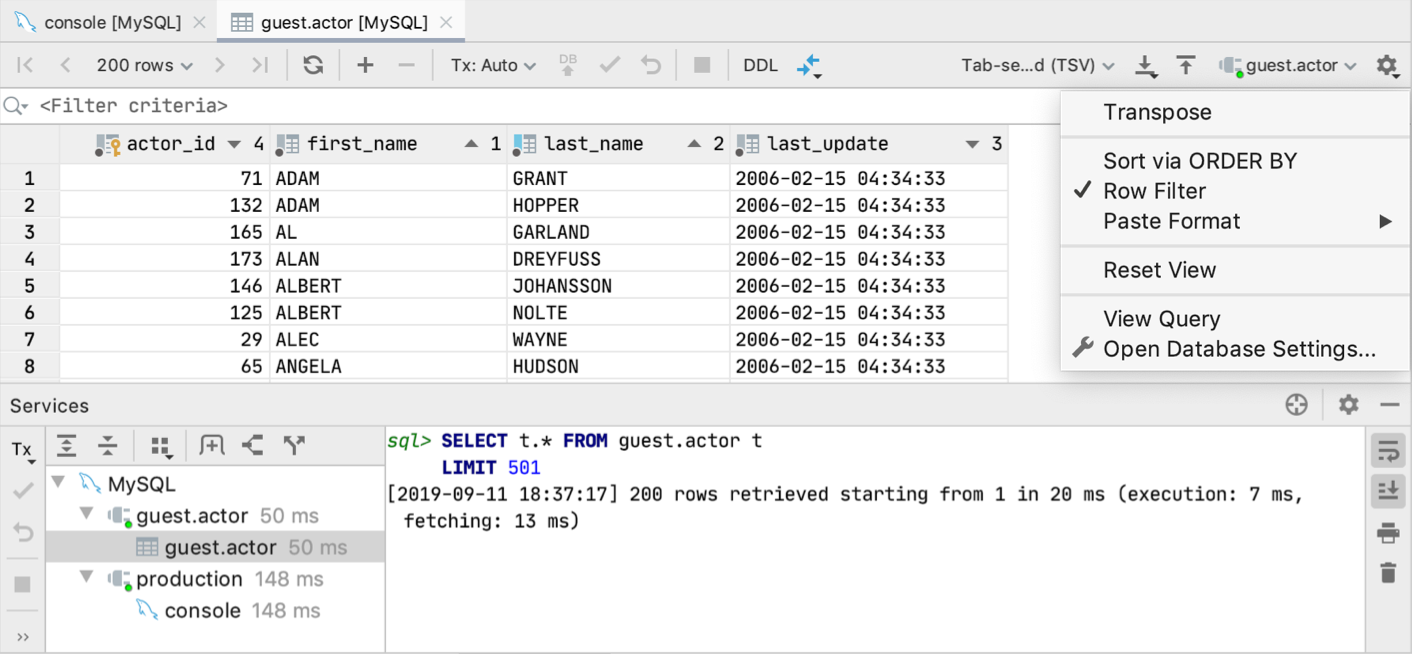 console [MySQL]
guest.actor [MySQL]
200 rows
Tx: Auto
DB
DDL
Tab-se...d (TSV)
guest.actor
<Filter criteria>
actor_id 4 first_name 1 last_name 2 last_update 3
1 71 ADAM GRANT 2006-02-15 04:34:33
2 132 ADAM HOPPER 2006-02-15 04:34:33
3 165 AL GARLAND 2006-02-15 04:34:33
4 173 ALAN DREYFUSS 2006-02-15 04:34:33
5 146 ALBERT JOHANSSON 2006-02-15 04:34:33
6 125 ALBERT NOLTE 2006-02-15 04:34:33
7 29 ALEC WAYNE 2006-02-15 04:34:33
8 65 ANGELA HUDSON 2006-02-15 04:34:33
Transpose
Sort via ORDER BY
Row Filter
Paste Format
Reset View
View Query
Open Database Settings...
Services
Tx
MySQL
guest.actor 50 ms
guest.actor 50 ms
production 148 ms
console 148 ms
sql> SELECT t.* FROM guest.actor t
LIMIT 501
[2019-09-11 18:37:17] 200 rows retrieved starting from 1 in 20 ms (execution: 7 ms,
fetching: 13 ms)